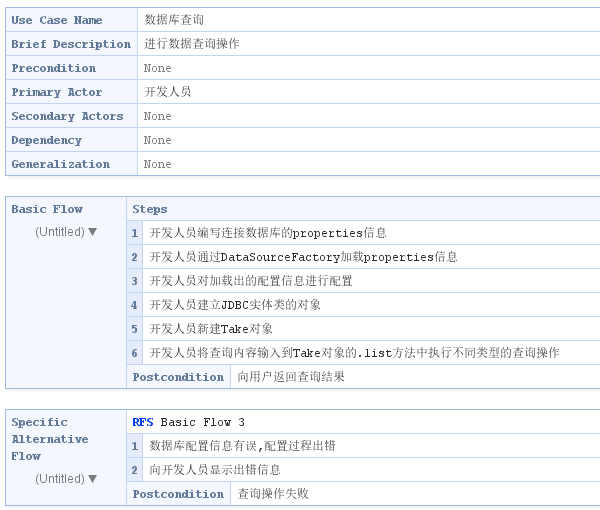 Use Case Name 数据库查询
Brief Description 进行数据查询操作
Precondition None
Primary Actor 开发人员
Secondary Actors None
Dependency None
Generalization None
Basic Flow Steps
(Untitled) ▼
1 开发人员编写连接数据库的properties信息
2 开发人员通过DataSourceFactory加载properties信息
3 开发人员对加载出的配置信息进行配置
4 开发人员建立JDBC实体类的对象
5 开发人员新建Take对象
6 开发人员将查询内容输入到Take对象的.list方法中执行不同类型的查询操作
Postcondition 向用户返回查询结果
Specific Alternative Flow
(Untitled) ▼
RFS Basic Flow 3
1 数据库配置信息有误,配置过程出错
2 向开发人员显示出错信息
Postcondition 查询操作失败